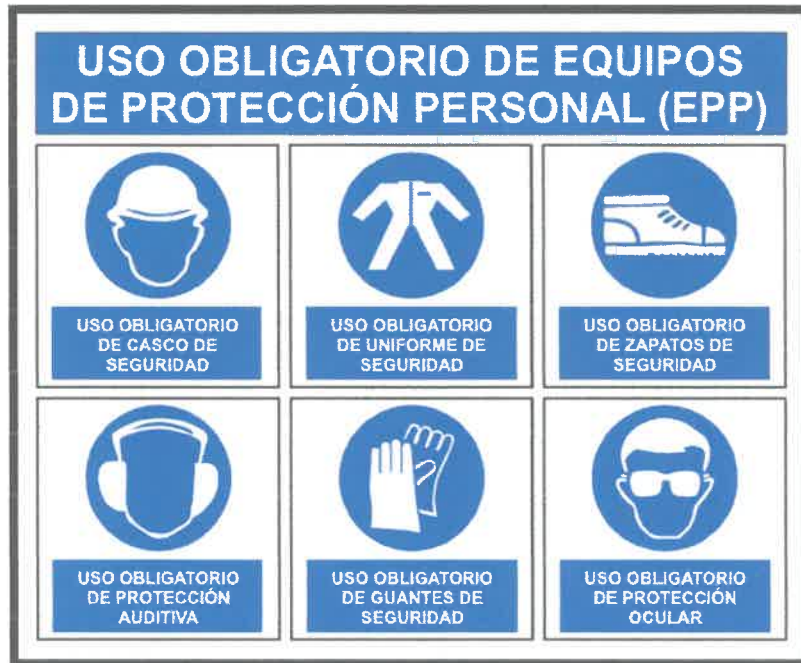 USO OBLIGATORIO DE EQUIPOS
DE PROTECCIÓN PERSONAL (EPP)
USO OBLIGATORIO
DE CASCO DE
SEGURIDAD
USO OBLIGATORIO
DE UNIFORME DE
SEGURIDAD
USO OBLIGATORIO
DE ZAPATOS DE
SEGURIDAD
USO OBLIGATORIO
DE PROTECCIÓN
AUDITIVA
USO OBLIGATORIO
DE GUANTES DE
SEGURIDAD
USO OBLIGATORIO
DE PROTECCIÓN
OCULAR